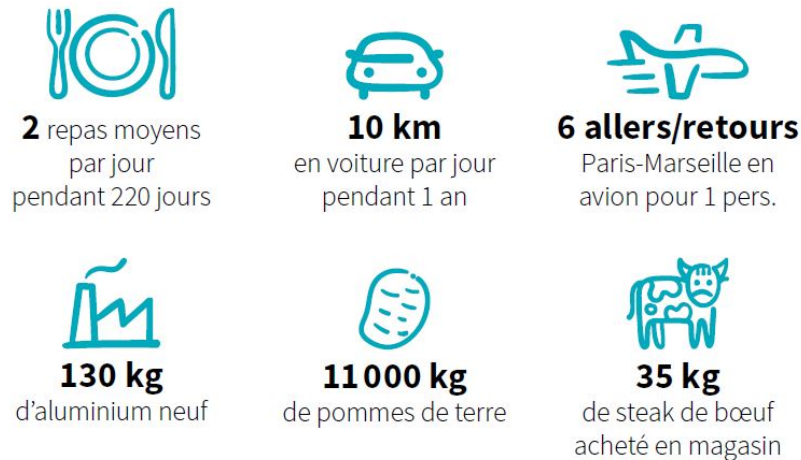 2 repas moyens
par jour
pendant 220 jours
10 km
en voiture par jour
pendant 1 an
6 allers/retours
Paris-Marseille en
avion pour 1 pers.
130 kg
d'aluminium neuf
11 000 kg
de pommes de terre
35 kg
de steak de bœuf
acheté en magasin